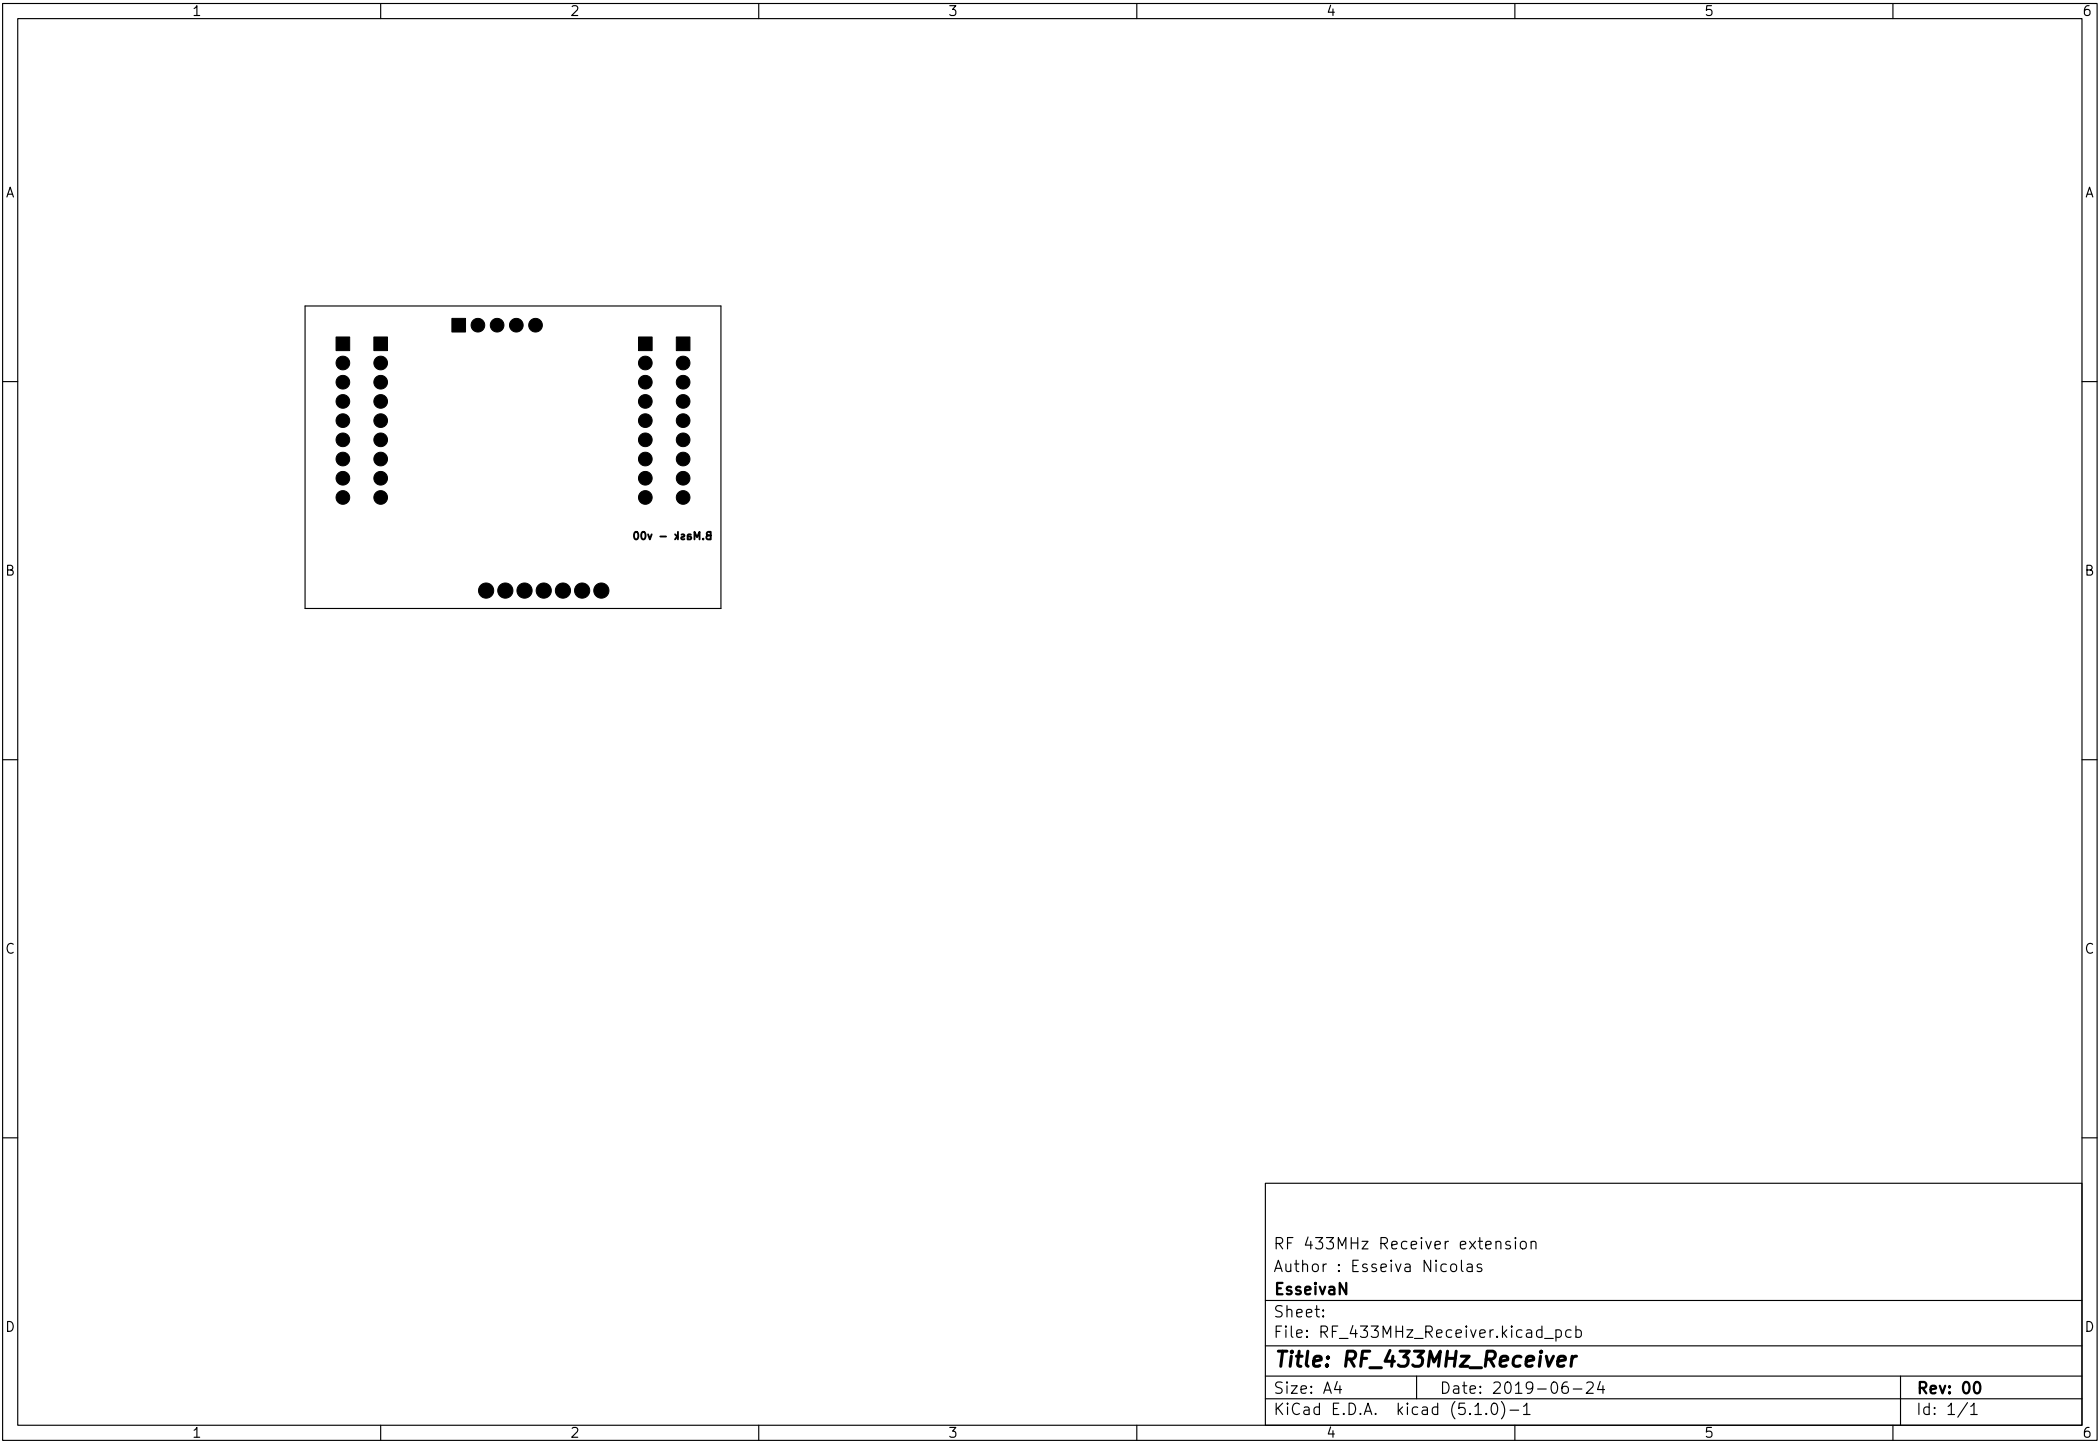 1 2 3 4 5 6
A A
B.Mask - v00
B B
C C
RF 433MHz Receiver extension
Author : Esseiva Nicolas
EsseivaN
Sheet:
File: RF_433MHz_Receiver.kicad_pcb
D D
Title: RF_433MHz_Receiver
Size: A4 Date: 2019-06-24 Rev: 00
KiCad E.D.A. kicad (5.1.0)-1 Id: 1/1
1 2 3 4 5 6